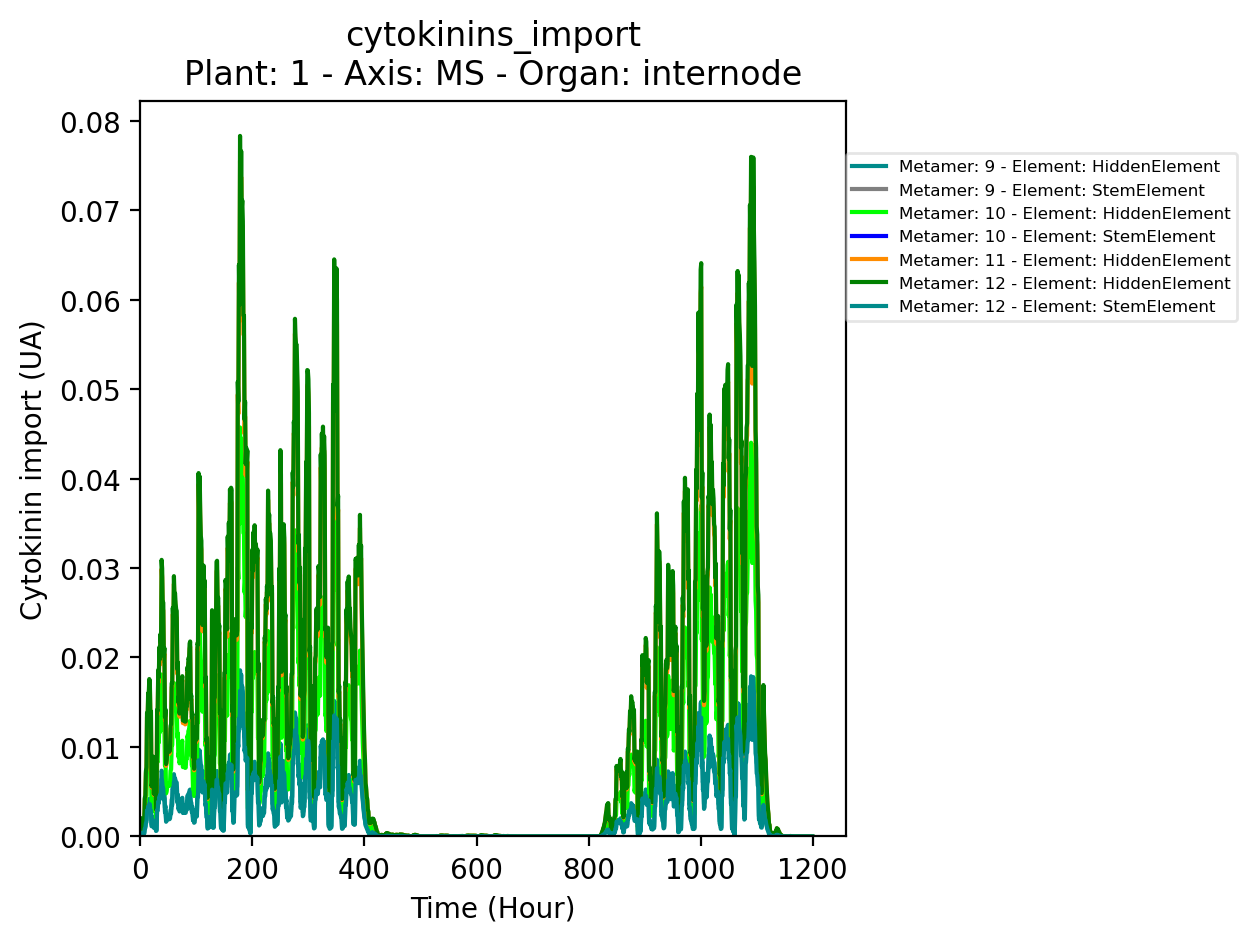 cytokinins_import
Plant: 1 - Axis: MS - Organ: internode
0.08
0.07
0.06
0.05
0.04
0.03
0.02
0.01
0.00
Cytokinin import (UA)
0 200 400 600 800 1000 1200
Time (Hour)
Metamer: 9 - Element: HiddenElement
Metamer: 9 - Element: StemElement
Metamer: 10 - Element: HiddenElement
Metamer: 10 - Element: StemElement
Metamer: 11 - Element: HiddenElement
Metamer: 12 - Element: HiddenElement
Metamer: 12 - Element: StemElement